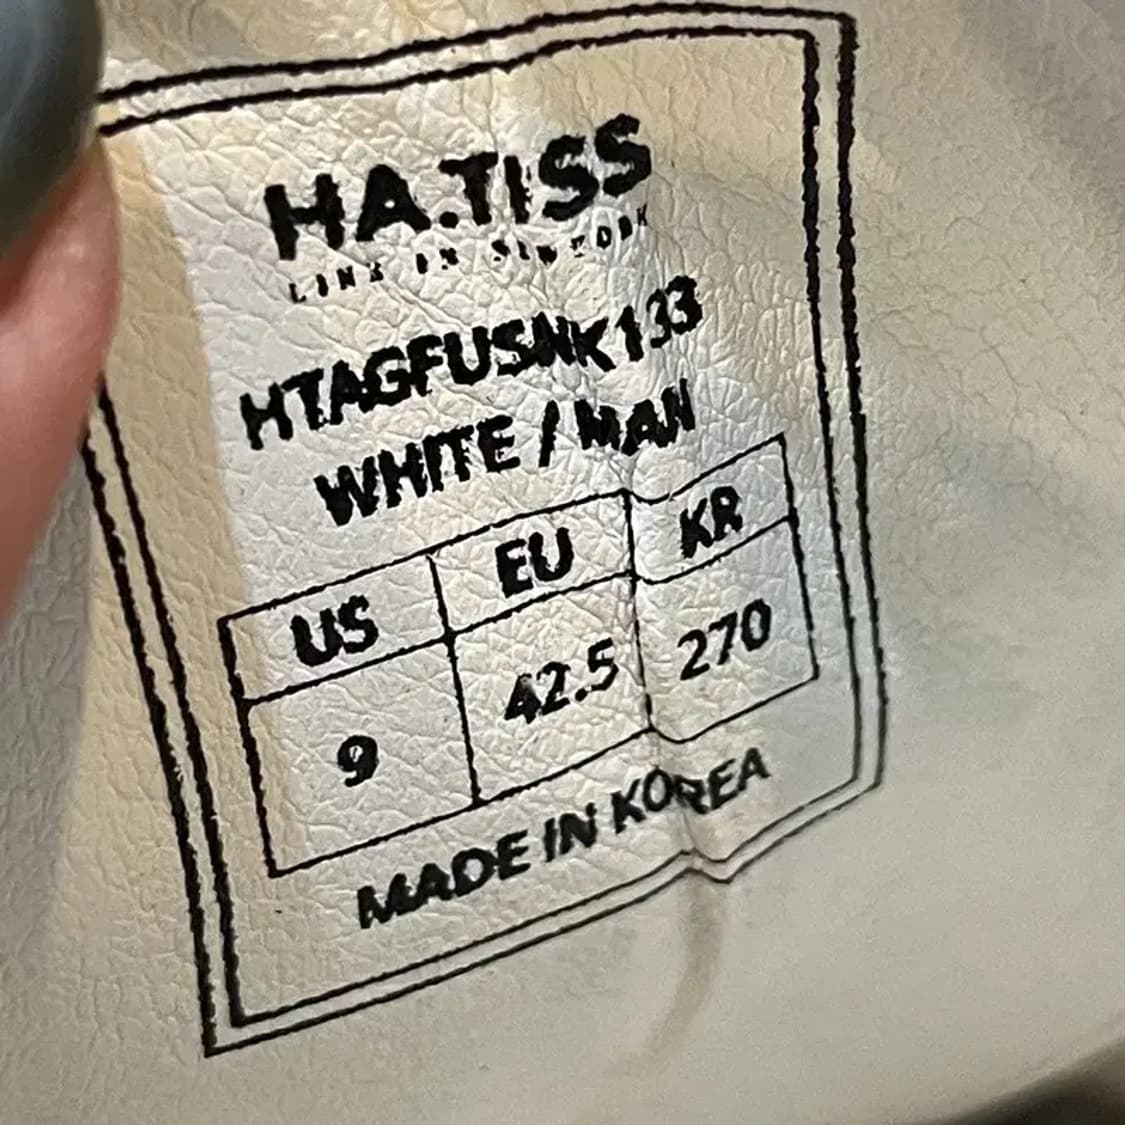 HA.TISS
HTAGFUSNK133
WHITE / MAN
US EU KR
9 42.5 270
MADE IN KOREA